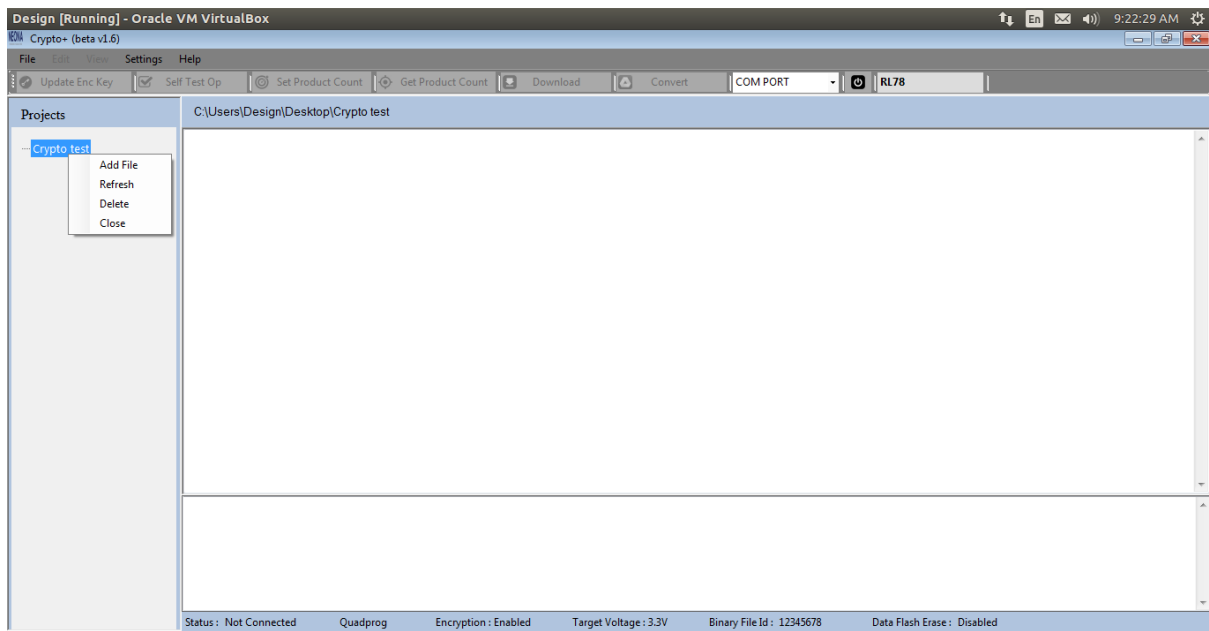 Design [Running] - Oracle VM VirtualBox En 9:22:29 AM
Crypto+ (beta v1.6)
File Edit View Settings Help
Update Enc Key Self Test Op Set Product Count Get Product Count Download Convert COM PORT RL78
Projects C:\Users\Design\Desktop\Crypto test
Crypto test
Add File
Refresh
Delete
Close
Status : Not Connected Quadprog Encryption : Enabled Target Voltage : 3.3V Binary File Id : 12345678 Data Flash Erase : Disabled